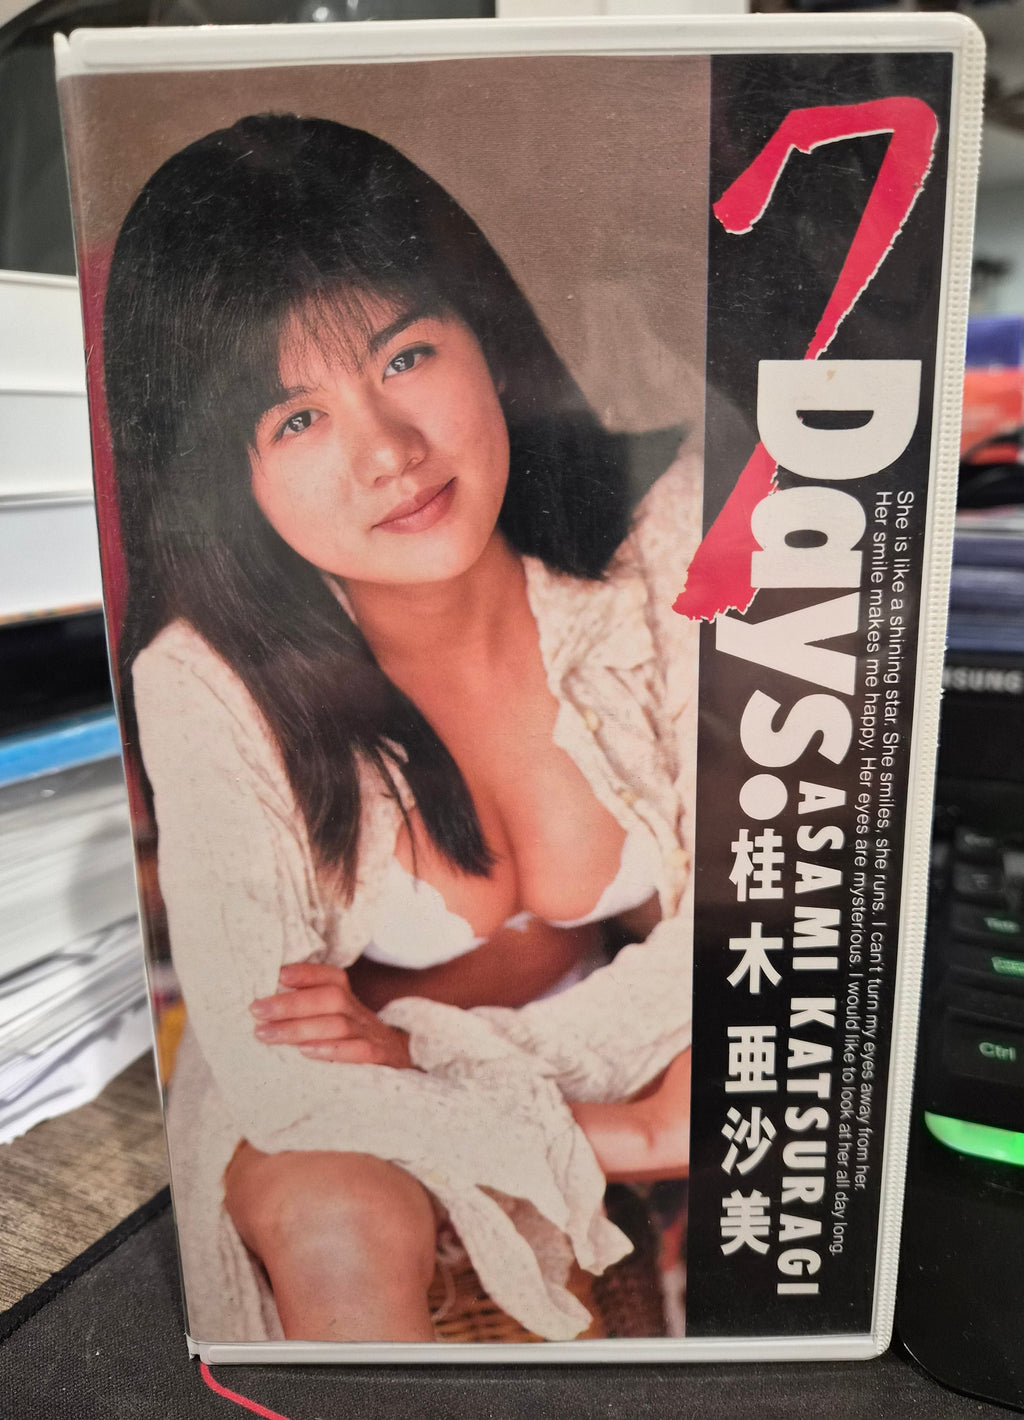 7 Days.
桂木亜沙美
ASAMI KATSURAGI
She is like a shining star. She smiles, she runs. I can't turn my eyes away from her.
Her smile makes me happy, Her eyes are mysterious. I would like to look at her all day long.
SUNG
Ctrl